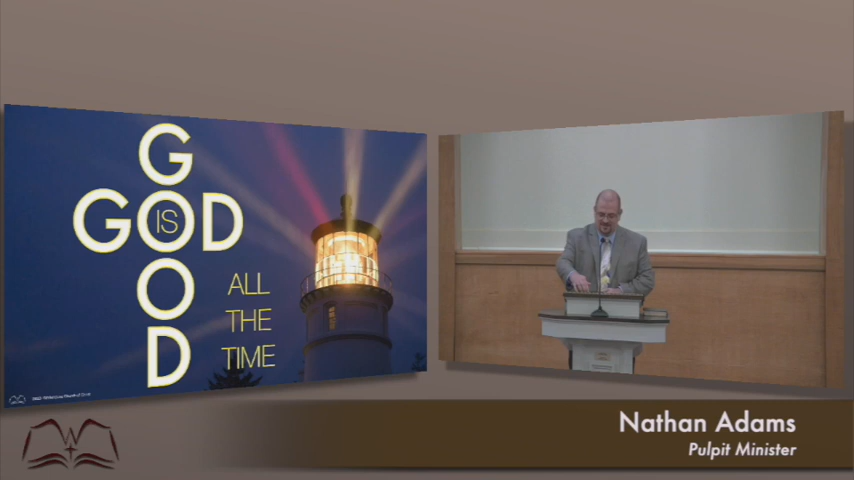 GOOD
GOD
IS
ALL
THE
TIME
Nathan Adams
Pulpit Minister